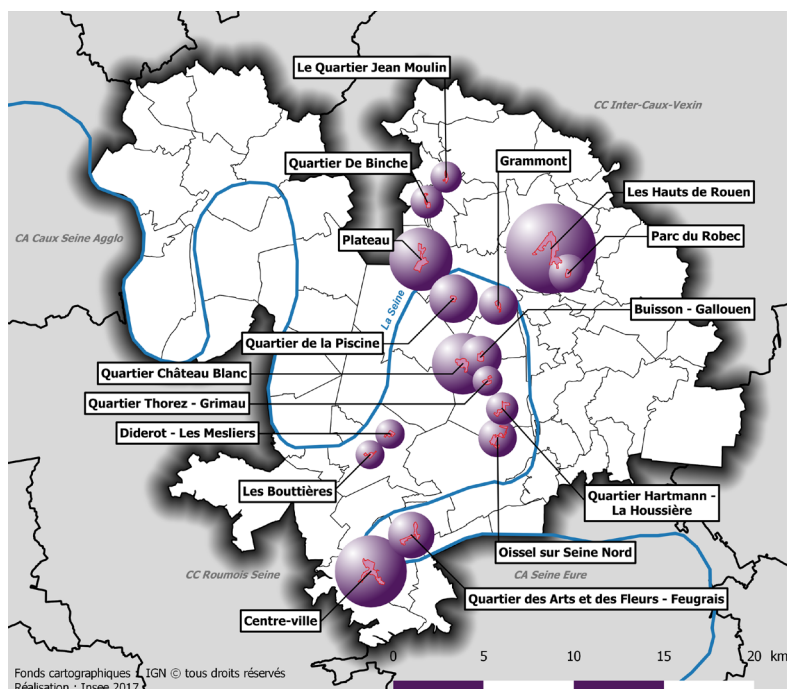 Le Quartier Jean Moulin
CC Inter-Caux-Vexin
Quartier De Binche
Grammont
Les Hauts de Rouen
CA Caux Seine Agglo
Plateau
Parc du Robec
La Seine
Buisson - Gallouen
Quartier de la Piscine
Quartier Château Blanc
Quartier Thorez - Grimau
Diderot - Les Mesliers
Les Bouttières
Quartier Hartmann -
La Houssière
Oissel sur Seine Nord
CC Roumois Seine
CA Seine Eure
Quartier des Arts et des Fleurs - Feugrais
Centre-ville
0 5 10 15 20 km
Fonds cartographiques : IGN © tous droits réservés
Réalisation : Insee 2017